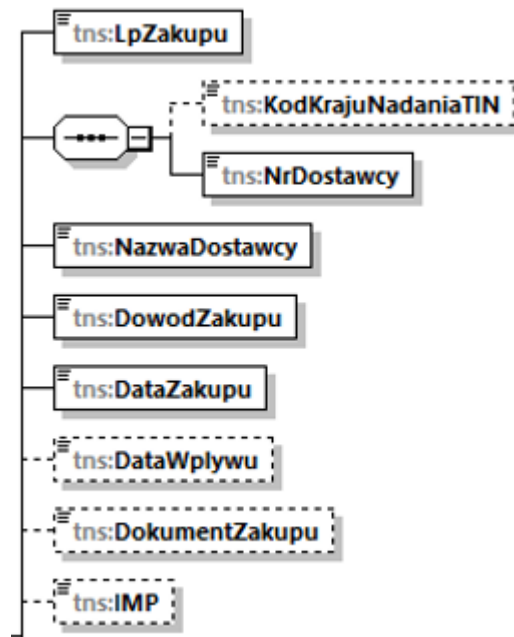 tns:LpZakupu
tns:KodKrajuNadaniaTIN
tns:NrDostawcy
tns:NazwaDostawcy
tns:DowodZakupu
tns:DataZakupu
tns:DataWplywu
tns:DokumentZakupu
tns:IMP